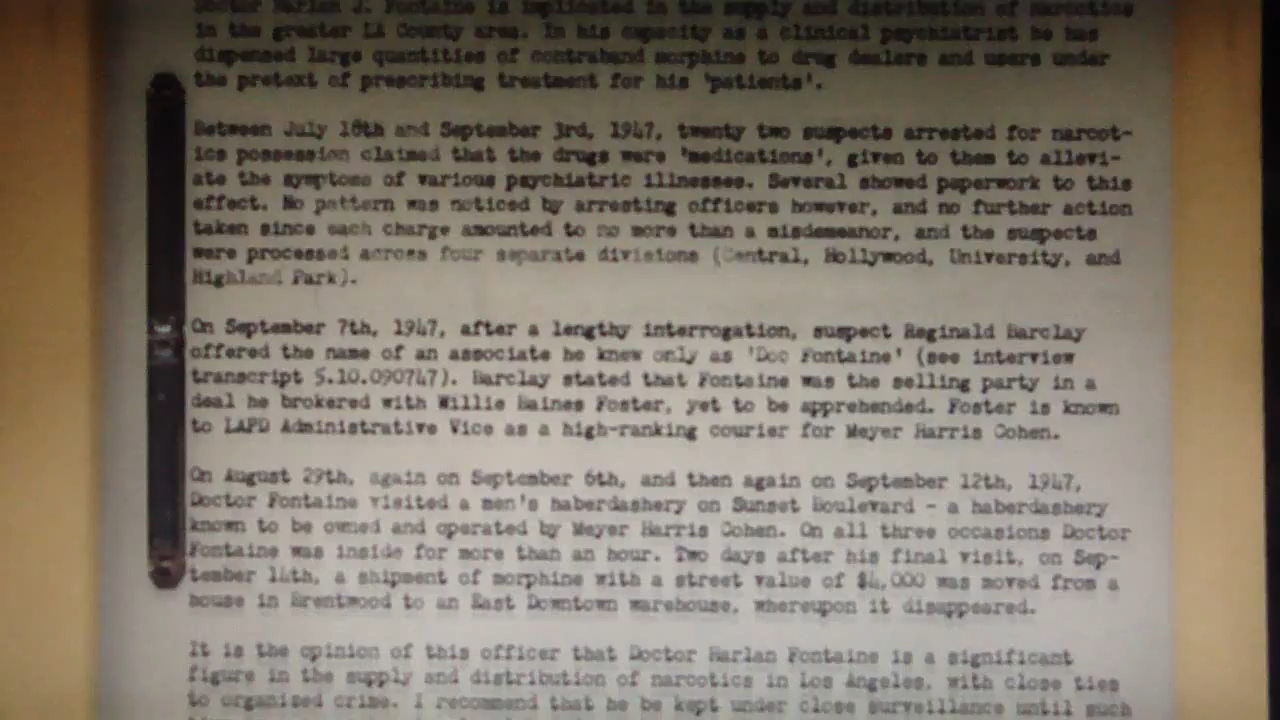 Doctor Harlan J. Fontaine is implicated in the supply and distribution of narcotics
in the greater LA County area. In his capacity as a clinical psychiatrist he has
dispensed large quantities of contraband morphine to drug dealers and users under
the pretext of prescribing treatment for his 'patients'.
Between July 18th and September 3rd, 1947, twenty two suspects arrested for narcot-
ics possession claimed that the drugs were 'medications', given to them to allevi-
ate the symptoms of various psychiatric illnesses. Several showed paperwork to this
effect. No pattern was noticed by arresting officers however, and no further action
taken since each charge amounted to no more than a misdemeanor, and the suspects
were processed across four separate divisions (Central, Hollywood, University, and
Highland Park).
On September 7th, 1947, after a lengthy interrogation, suspect Reginald Barclay
offered the name of an associate he knew only as 'Doc Fontaine' (see interview
transcript S.10.090747). Barclay stated that Fontaine was the selling party in a
deal he brokered with Willie Haines Foster, yet to be apprehended. Foster is known
to LAPD Administrative Vice as a high-ranking courier for Meyer Harris Cohen.
On August 29th, again on September 6th, and then again on September 12th, 1947,
Doctor Fontaine visited a men's haberdashery on Sunset Boulevard - a haberdashery
known to be owned and operated by Meyer Harris Cohen. On all three occasions Doctor
Fontaine was inside for more than an hour. Two days after his final visit, on Sep-
tember 14th, a shipment of morphine with a street value of $4,000 was moved from a
house in Brentwood to an East Downtown warehouse, whereupon it disappeared.
It is the opinion of this officer that Doctor Harlan Fontaine is a significant
figure in the supply and distribution of narcotics in Los Angeles, with close ties
to organised crime. I recommend that he be kept under close surveillance until such